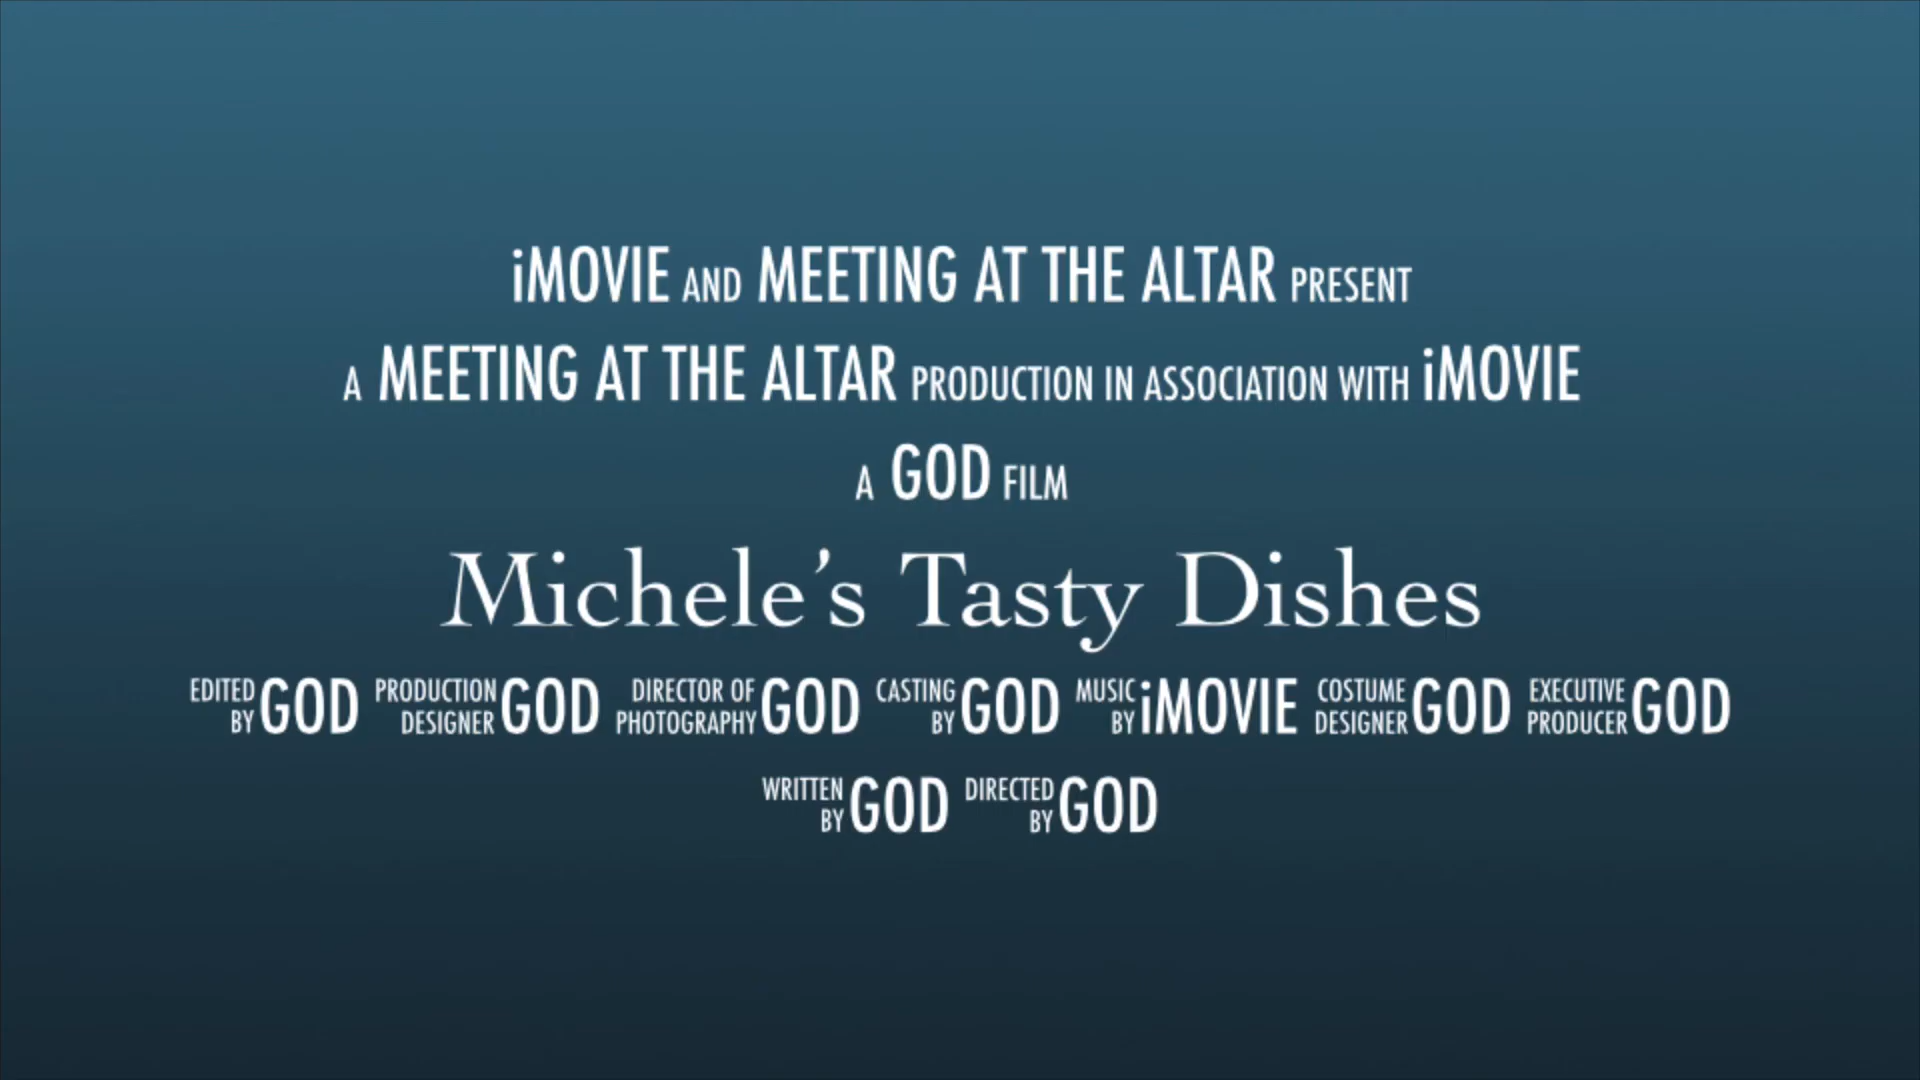 iMOVIE AND MEETING AT THE ALTAR PRESENT
A MEETING AT THE ALTAR PRODUCTION IN ASSOCIATION WITH iMOVIE
A GOD FILM
Michele’s Tasty Dishes
EDITED BY GOD PRODUCTION DESIGNER GOD DIRECTOR OF PHOTOGRAPHY GOD CASTING BY GOD MUSIC BY iMOVIE COSTUME DESIGNER GOD EXECUTIVE PRODUCER GOD
WRITTEN BY GOD DIRECTED BY GOD